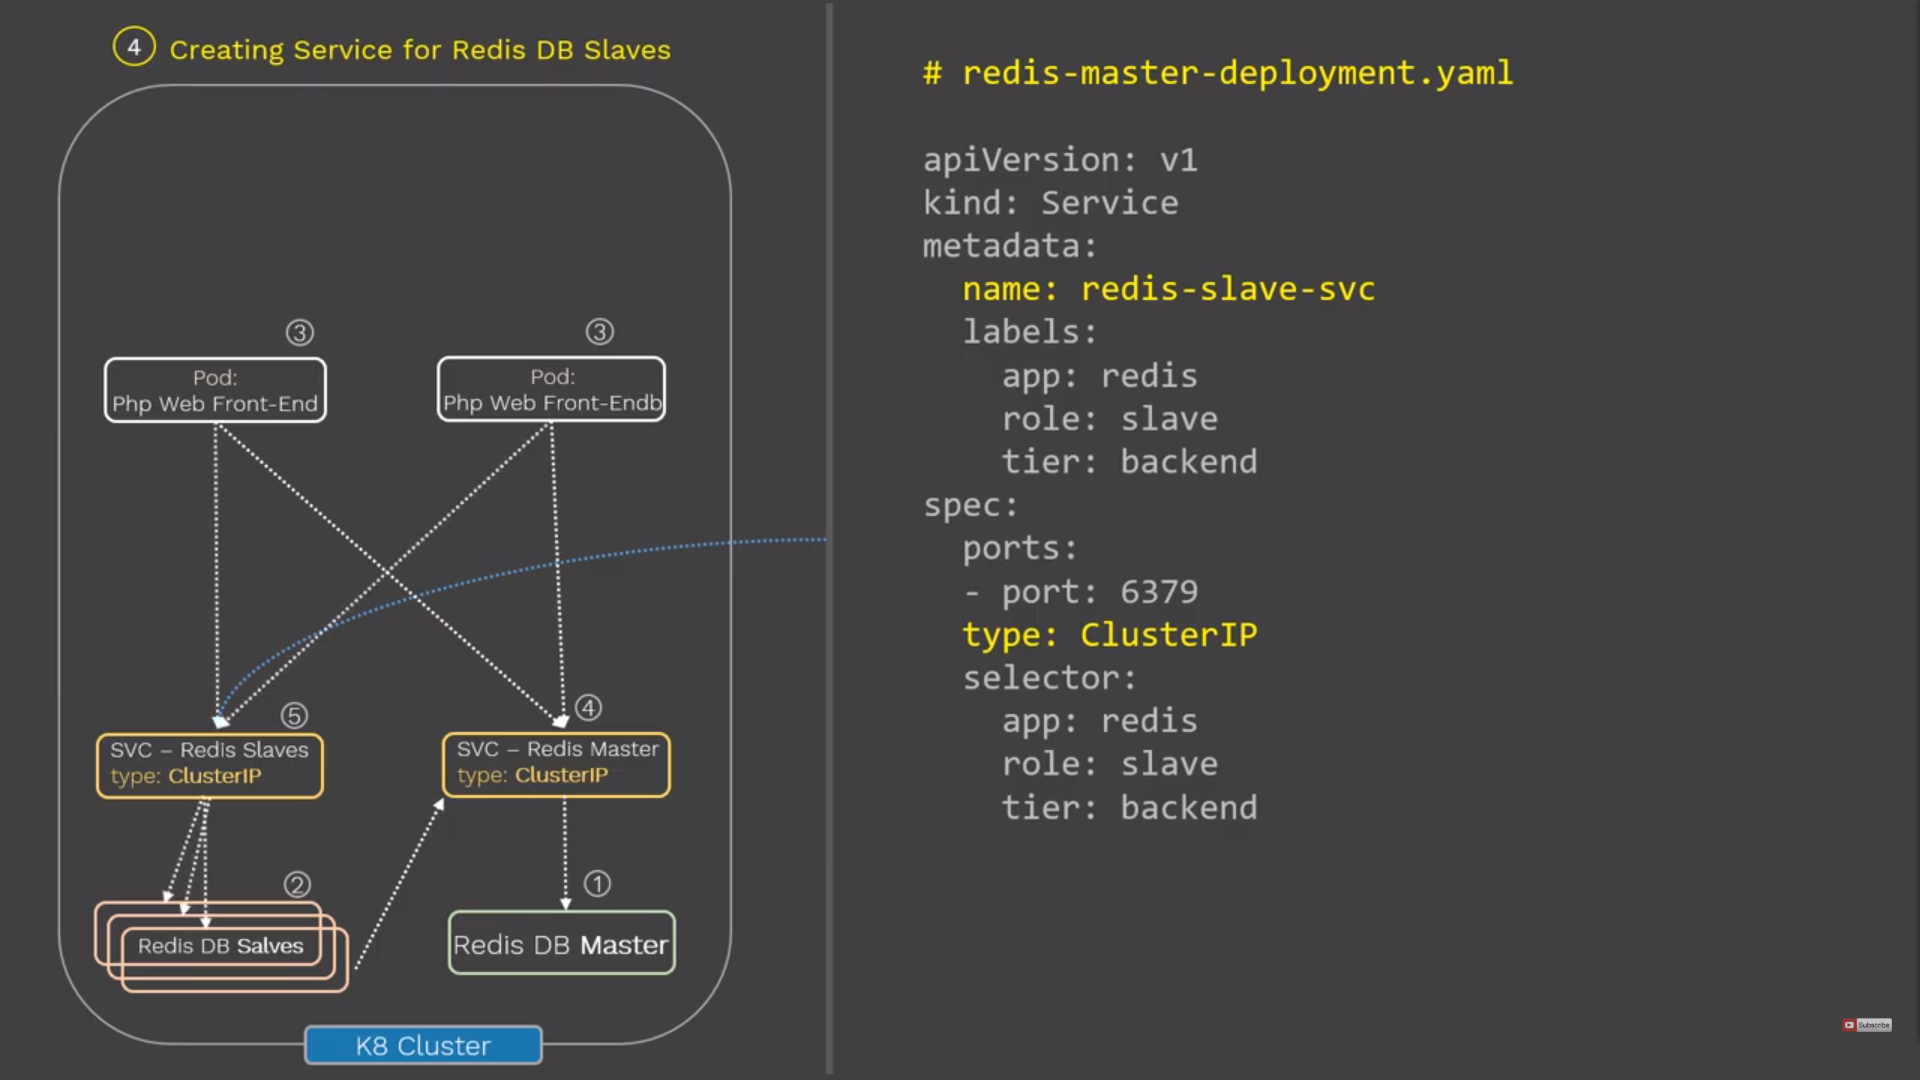 ④ Creating Service for Redis DB Slaves
③
③
Pod:
Php Web Front-End
Pod:
Php Web Front-Endb
⑤
④
SVC – Redis Slaves
type: ClusterIP
SVC – Redis Master
type: ClusterIP
②
①
Redis DB Salves
Redis DB Master
K8 Cluster
# redis-master-deployment.yaml
apiVersion: v1
kind: Service
metadata:
  name: redis-slave-svc
  labels:
    app: redis
    role: slave
    tier: backend
spec:
  ports:
  - port: 6379
  type: ClusterIP
  selector:
    app: redis
    role: slave
    tier: backend
Subscribe